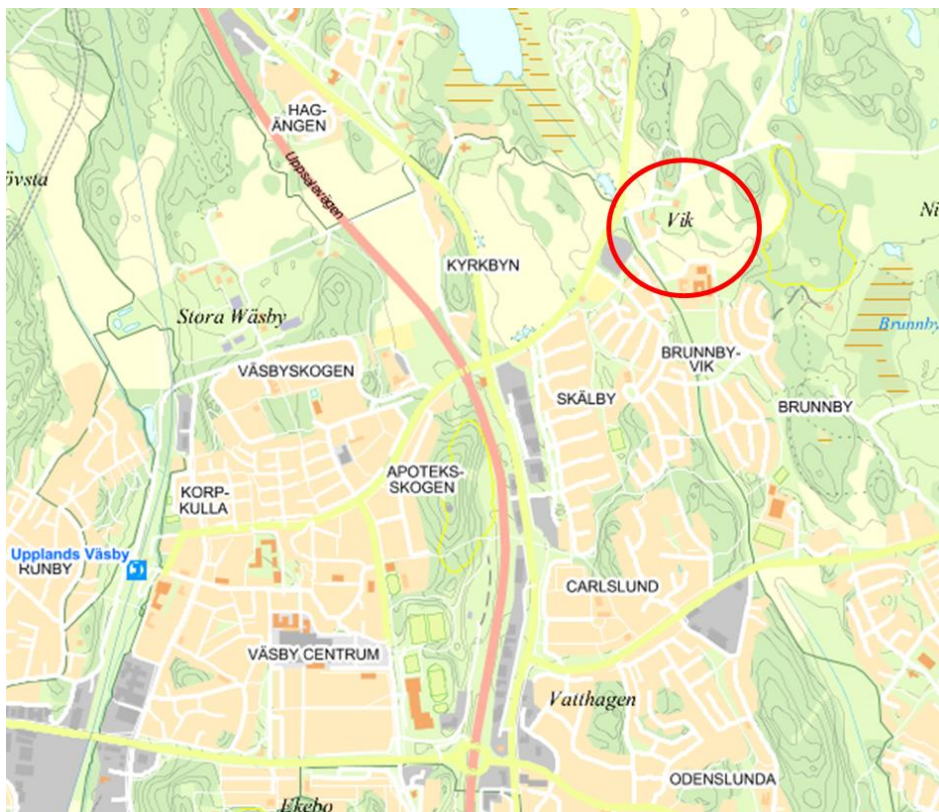 HAG-
ÄNGEN
Uppsalavägen
övsta
Vik
Ni
KYRKBYN
Stora Wäsby
Brunnby
VÄSBYSKOGEN
BRUNNBY-
VIK
SKÄLBY
BRUNNBY
APOTEKS-
SKOGEN
KORP-
KULLA
Upplands Väsby
RUNBY
CARLSLUND
VÄSBY CENTRUM
Vatthagen
ODENSLUNDA
Ekebo